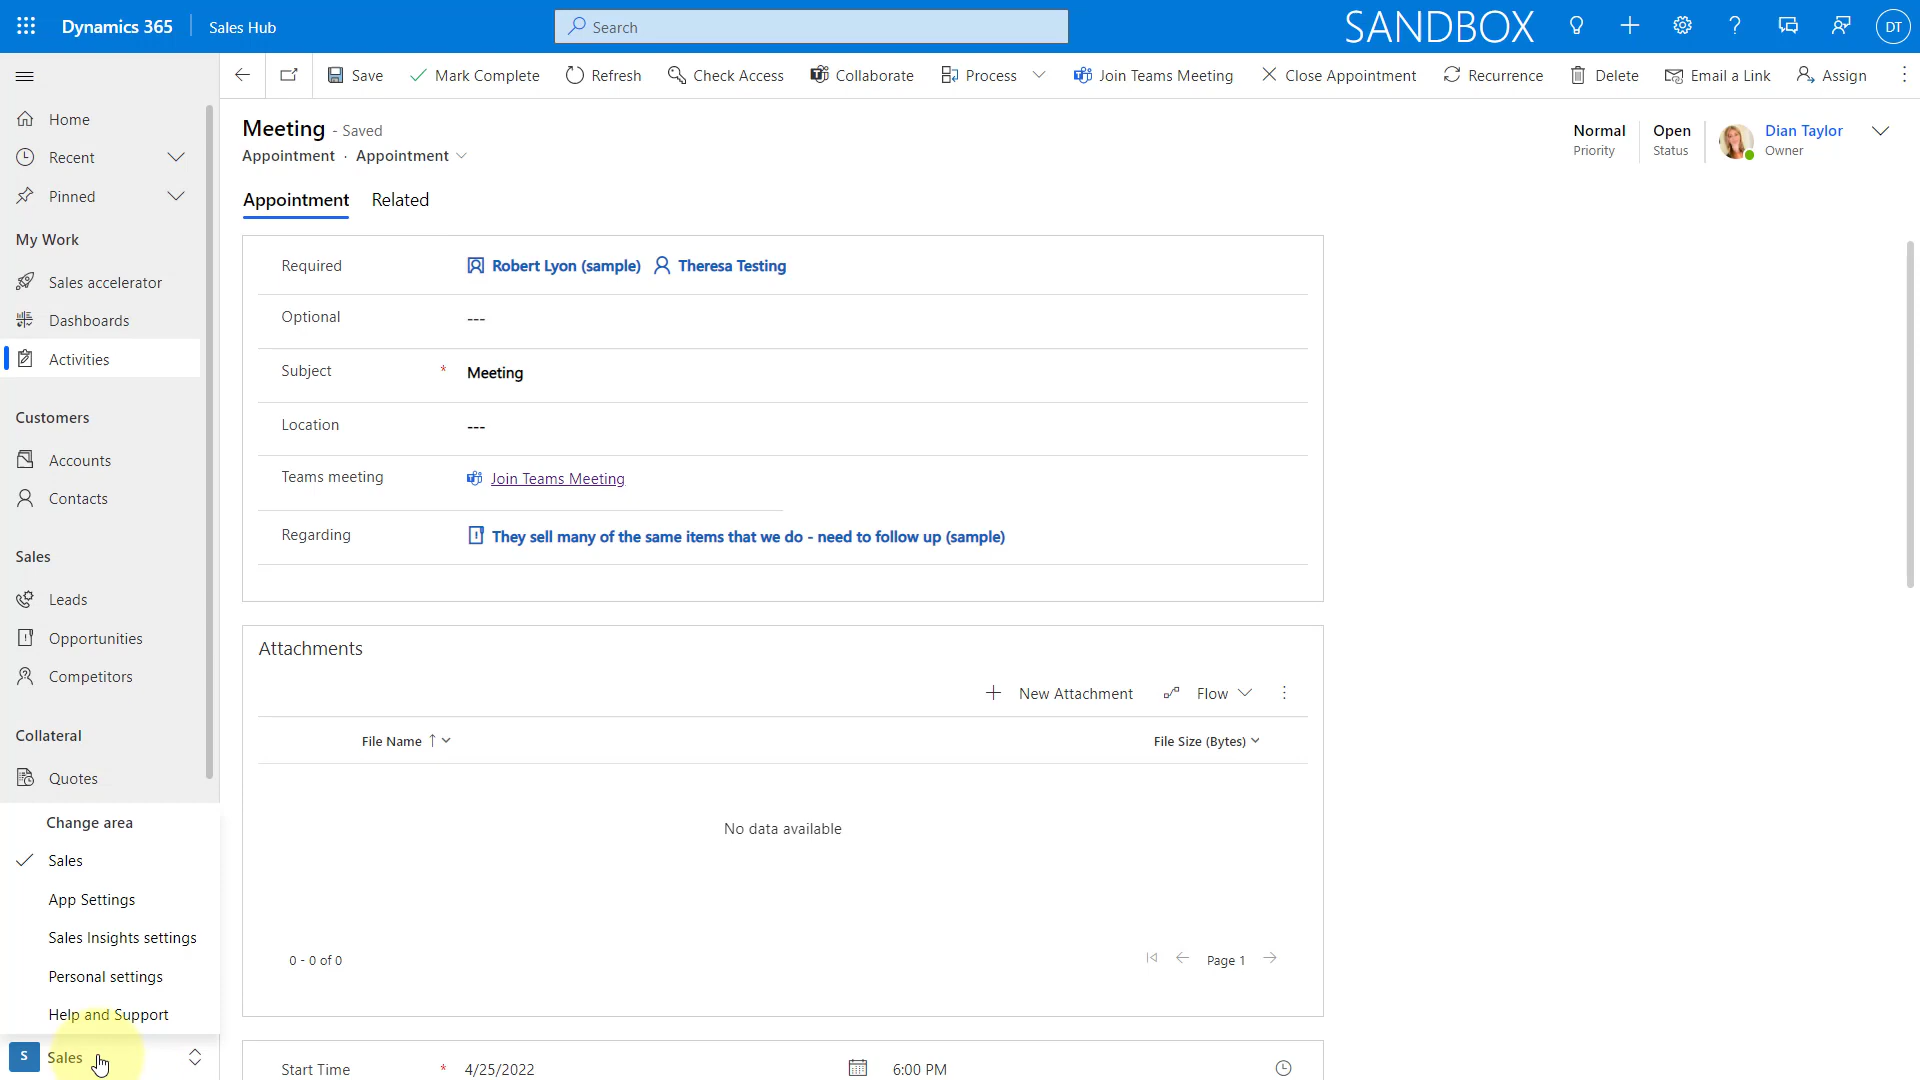 Dynamics 365 Sales Hub Search SANDBOX DT
Save Mark Complete Refresh Check Access Collaborate Process Join Teams Meeting Close Appointment Recurrence Delete Email a Link Assign
Home
Recent
Pinned
My Work
Sales accelerator
Dashboards
Activities
Customers
Accounts
Contacts
Sales
Leads
Opportunities
Competitors
Collateral
Quotes
Change area
Sales
App Settings
Sales Insights settings
Personal settings
Help and Support
S Sales
Meeting - Saved
Appointment · Appointment
Normal
Priority
Open
Status
Dian Taylor
Owner
Appointment Related
Required Robert Lyon (sample) Theresa Testing
Optional ---
Subject * Meeting
Location ---
Teams meeting Join Teams Meeting
Regarding They sell many of the same items that we do - need to follow up (sample)
Attachments
New Attachment Flow
File Name ↑ File Size (Bytes)
No data available
0 - 0 of 0 Page 1
Start Time * 4/25/2022 6:00 PM